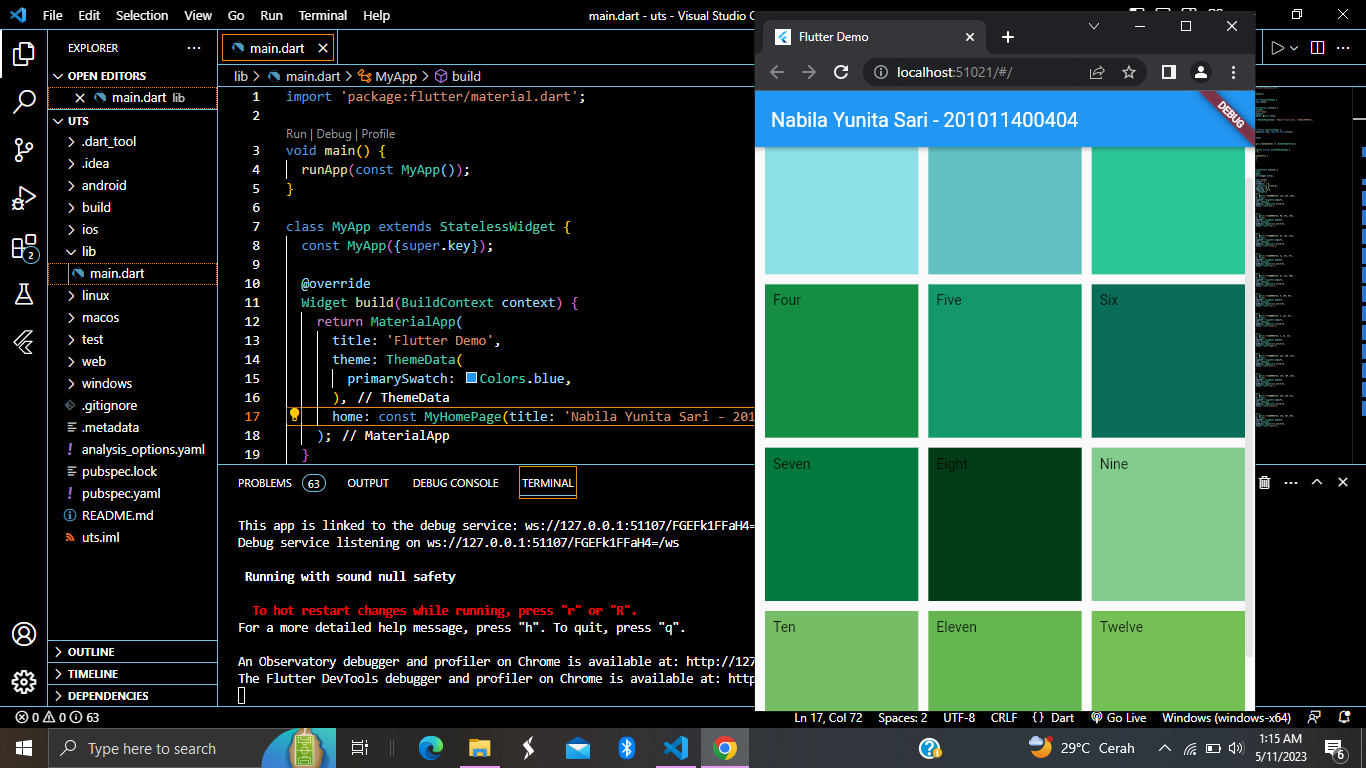 File Edit Selection View Go Run Terminal Help
main.dart - uts - Visual Studio C
EXPLORER
OPEN EDITORS
main.dart lib
UTS
.dart_tool
.idea
android
build
ios
lib
main.dart
linux
macos
test
web
windows
.gitignore
.metadata
! analysis_options.yaml
pubspec.lock
! pubspec.yaml
README.md
uts.iml
OUTLINE
TIMELINE
DEPENDENCIES
2
main.dart
lib > main.dart > MyApp > build
1 import 'package:flutter/material.dart';
2
Run | Debug | Profile
3 void main() {
4 runApp(const MyApp());
5 }
6
7 class MyApp extends StatelessWidget {
8 const MyApp({super.key});
9
10 @override
11 Widget build(BuildContext context) {
12 return MaterialApp(
13 title: 'Flutter Demo',
14 theme: ThemeData(
15 primarySwatch: Colors.blue,
16 ), // ThemeData
17 home: const MyHomePage(title: 'Nabila Yunita Sari - 201
18 ); // MaterialApp
19 }
PROBLEMS 63 OUTPUT DEBUG CONSOLE TERMINAL
This app is linked to the debug service: ws://127.0.0.1:51107/FGEFk1FFaH4=
Debug service listening on ws://127.0.0.1:51107/FGEFk1FFaH4=/ws
Running with sound null safety
To hot restart changes while running, press "r" or "R".
For a more detailed help message, press "h". To quit, press "q".
An Observatory debugger and profiler on Chrome is available at: http://127
The Flutter DevTools debugger and profiler on Chrome is available at: http
Flutter Demo
localhost:51021/#/
Nabila Yunita Sari - 201011400404
DEBUG
Four Five Six
Seven Eight Nine
Ten Eleven Twelve
0 0 63
Ln 17, Col 72 Spaces: 2 UTF-8 CRLF {} Dart Go Live Windows (windows-x64)
Type here to search
29°C Cerah
1:15 AM
5/11/2023
6